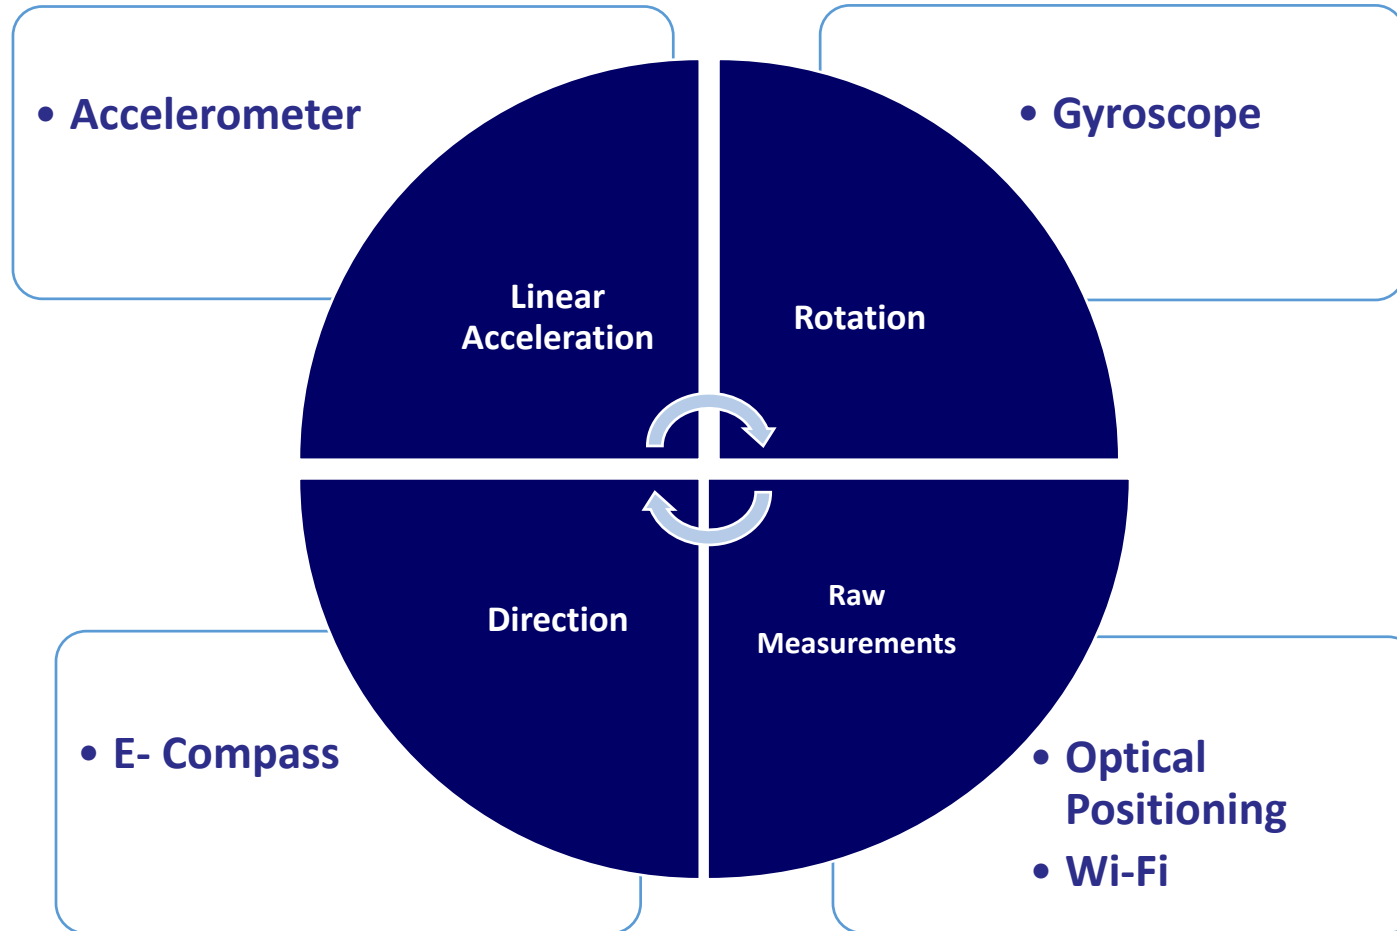 • Accelerometer
• Gyroscope
Linear
Acceleration
Rotation
Direction
Raw
Measurements
• E- Compass
• Optical
Positioning
• Wi-Fi